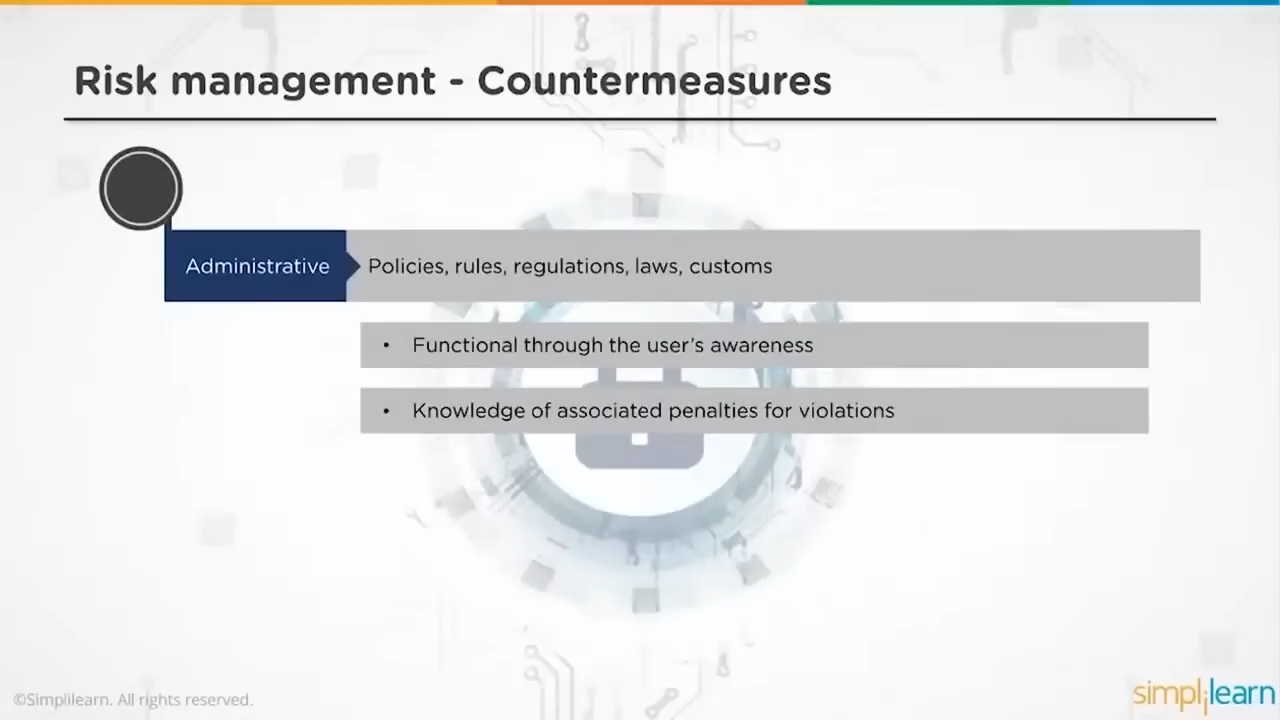 Risk management - Countermeasures
Administrative
Policies, rules, regulations, laws, customs
• Functional through the user’s awareness
• Knowledge of associated penalties for violations
©Simplilearn. All rights reserved.
simplilearn